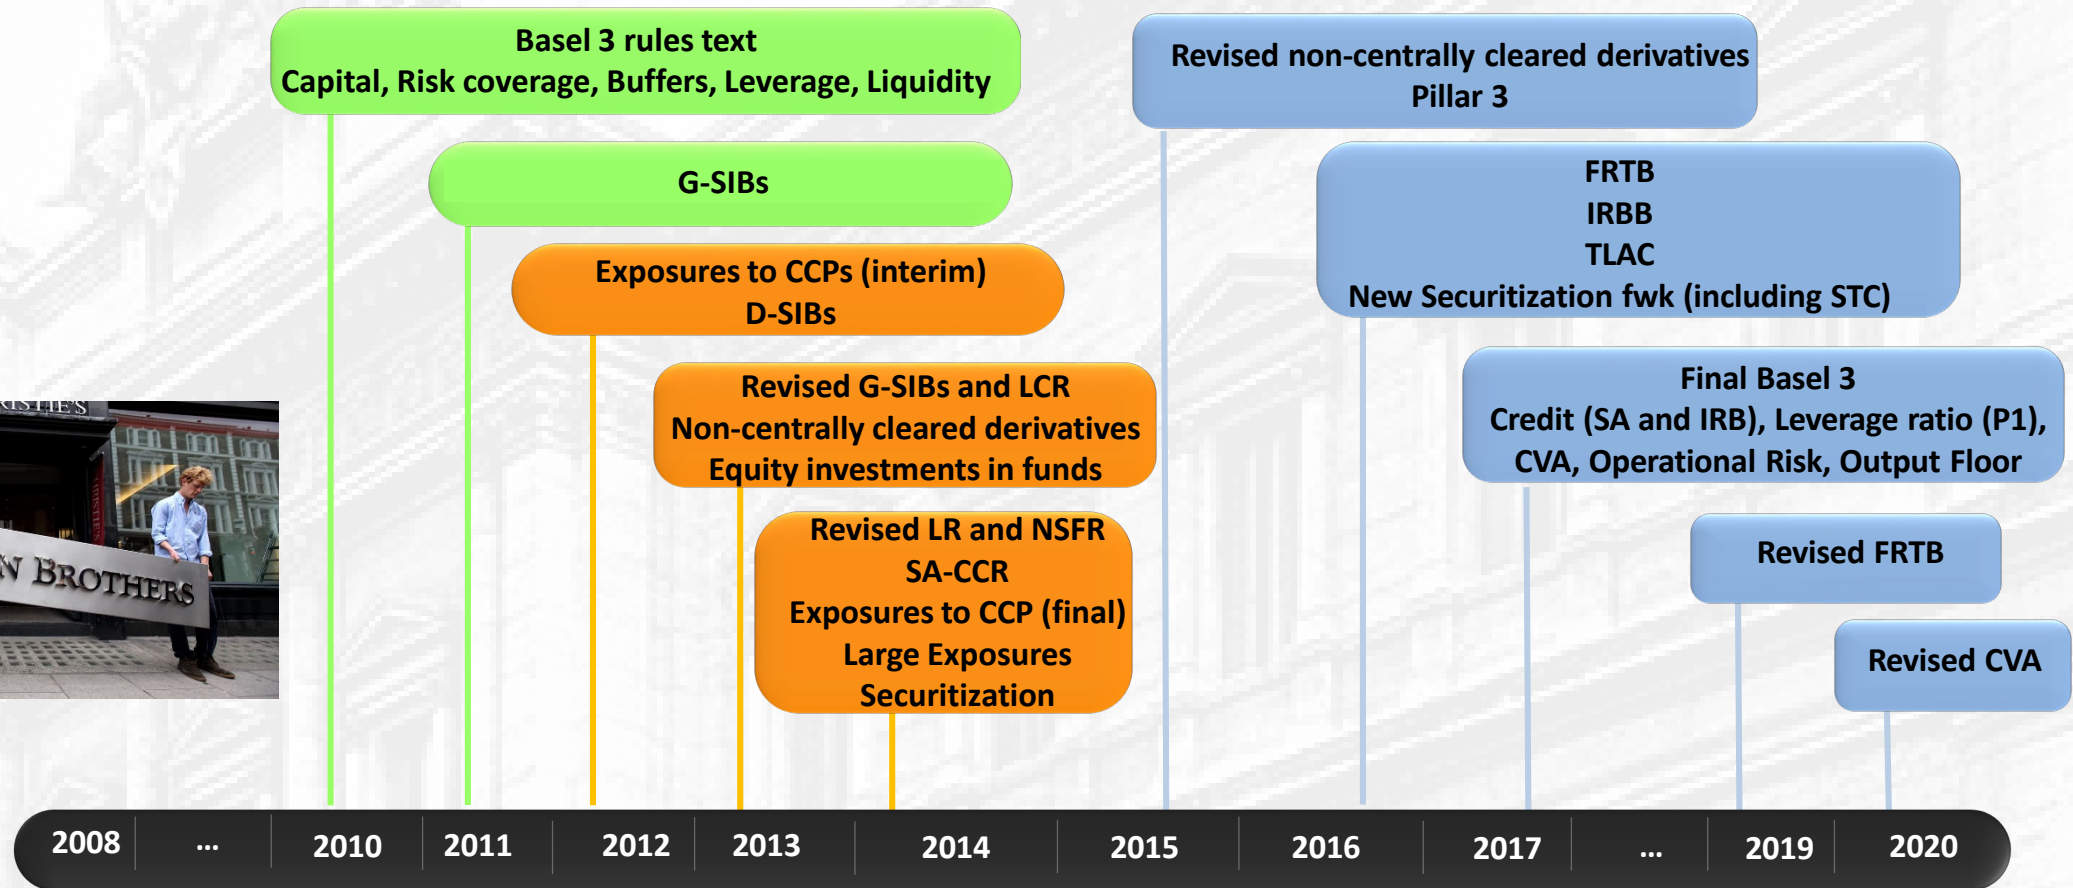 Basel 3 rules text
Capital, Risk coverage, Buffers, Leverage, Liquidity
G-SIBs
Exposures to CCPs (interim)
D-SIBs
Revised G-SIBs and LCR
Non-centrally cleared derivatives
Equity investments in funds
Revised LR and NSFR
SA-CCR
Exposures to CCP (final)
Large Exposures
Securitization
Revised non-centrally cleared derivatives
Pillar 3
FRTB
IRBB
TLAC
New Securitization fwk (including STC)
Final Basel 3
Credit (SA and IRB), Leverage ratio (P1),
CVA, Operational Risk, Output Floor
Revised FRTB
Revised CVA
BROTHERS
2008 ... 2010 2011 2012 2013 2014 2015 2016 2017 ... 2019 2020